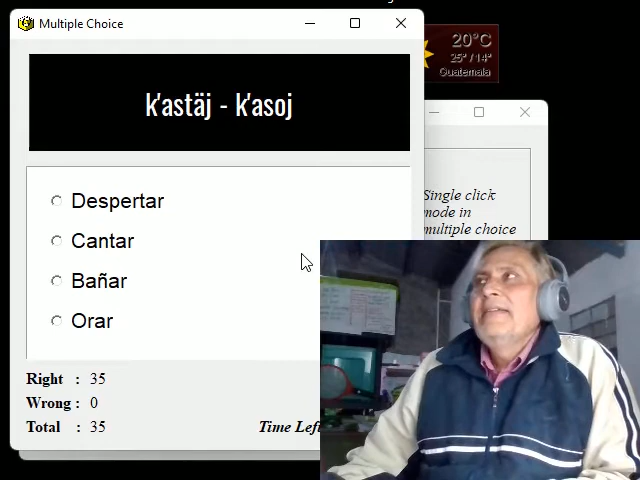 Multiple Choice
20°C
25° / 14°
Guatemala
k'astäj - k'asoj
Despertar
Cantar
Bañar
Orar
Single click
mode in
multiple choice
Right : 35
Wrong : 0
Total : 35
Time Left